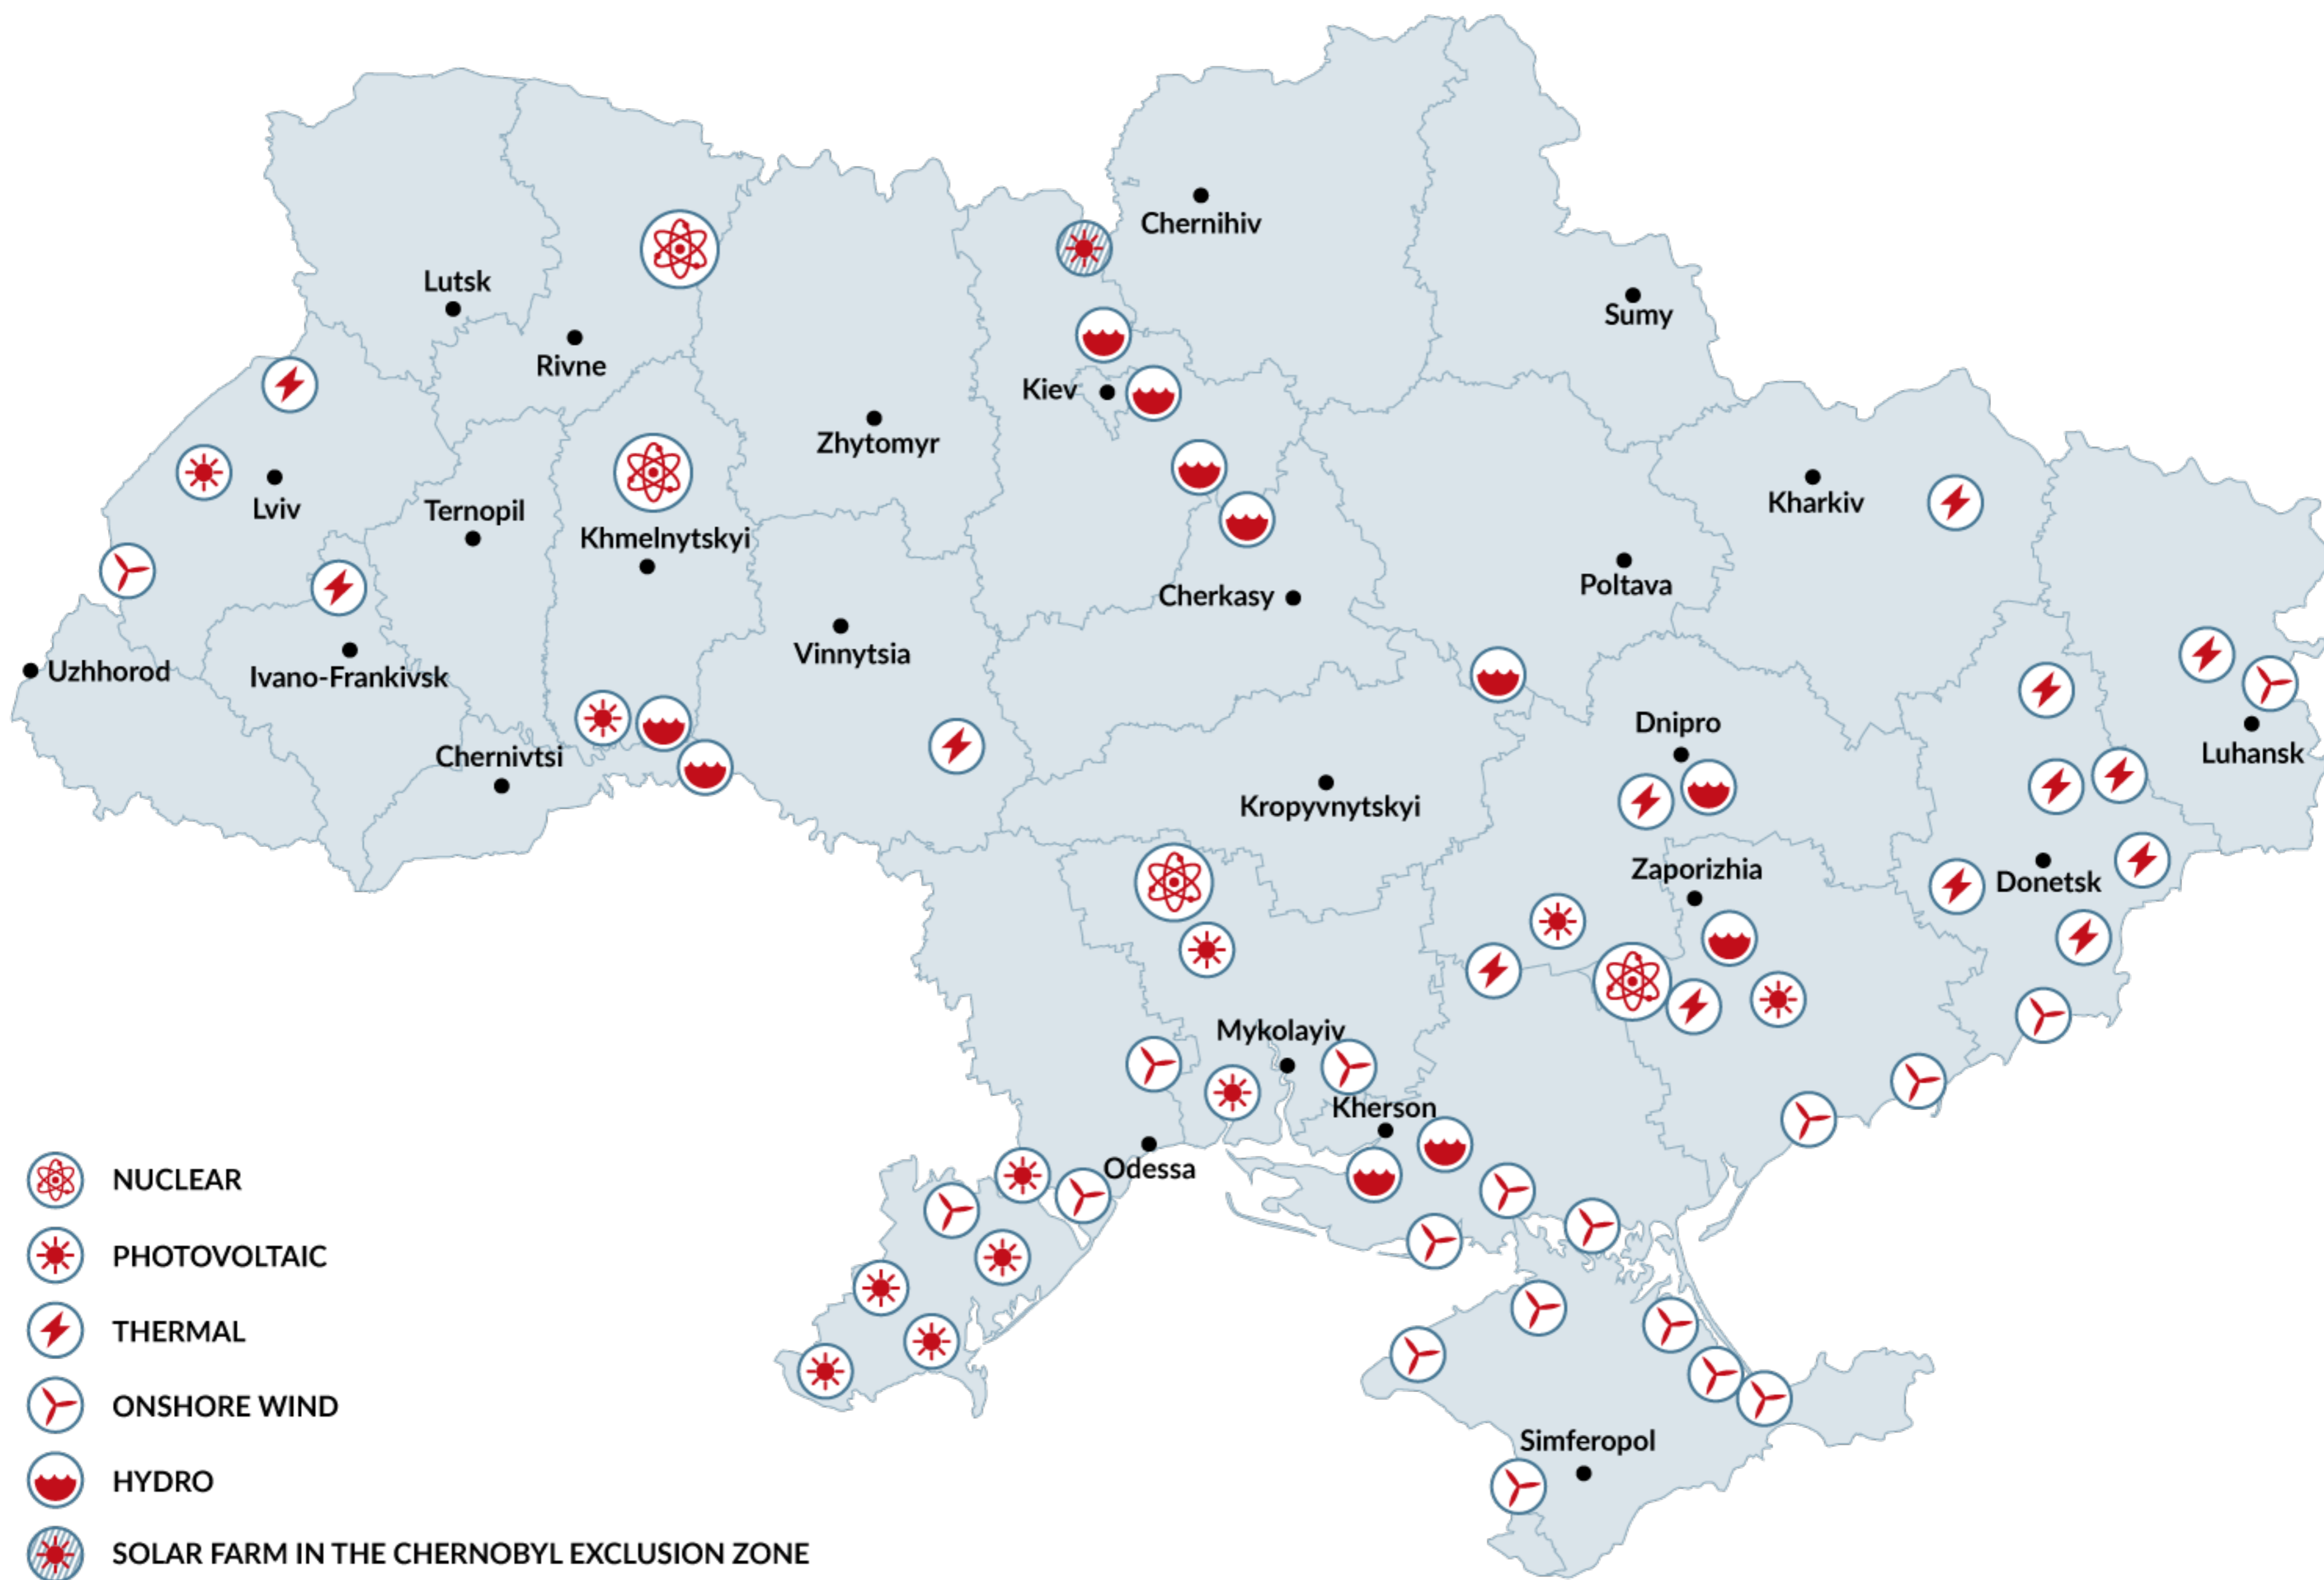 Chernihiv
Lutsk
Sumy
Rivne
Kiev
Zhytomyr
Lviv
Ternopil
Kharkiv
Khmelnytskyi
Cherkasy
Poltava
Vinnytsia
Uzhhorod
Ivano-Frankivsk
Dnipro
Chernivtsi
Luhansk
Kropyvnytskyi
Zaporizhia
Donetsk
Mykolayiv
Kherson
Odessa
NUCLEAR
PHOTOVOLTAIC
THERMAL
ONSHORE WIND
Simferopol
HYDRO
SOLAR FARM IN THE CHERNOBYL EXCLUSION ZONE